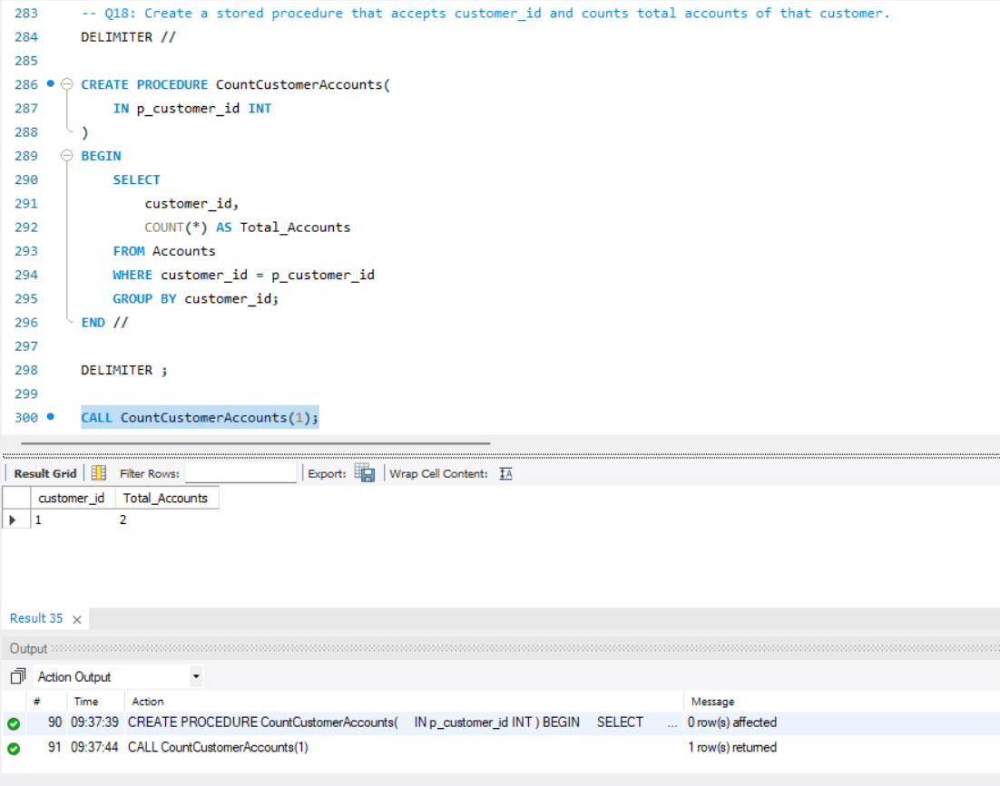 283 -- Q18: Create a stored procedure that accepts customer_id and counts total accounts of that customer.
284 DELIMITER //
285
286 CREATE PROCEDURE CountCustomerAccounts(
287 IN p_customer_id INT
288 )
289 BEGIN
290 SELECT
291 customer_id,
292 COUNT(*) AS Total_Accounts
293 FROM Accounts
294 WHERE customer_id = p_customer_id
295 GROUP BY customer_id;
296 END //
297
298 DELIMITER ;
299
300 CALL CountCustomerAccounts(1);
Result Grid Filter Rows: Export: Wrap Cell Content: IA
customer_id Total_Accounts
1 2
Result 35 ×
Output
Action Output
# Time Action Message
90 09:37:39 CREATE PROCEDURE CountCustomerAccounts( IN p_customer_id INT ) BEGIN SELECT ... 0 row(s) affected
91 09:37:44 CALL CountCustomerAccounts(1) 1 row(s) returned